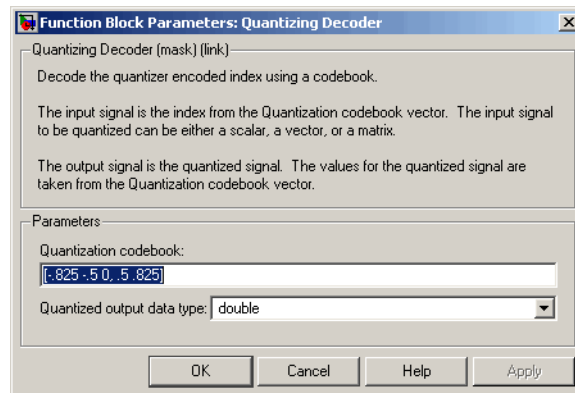 Function Block Parameters: Quantizing Decoder
Quantizing Decoder (mask) (link)
Decode the quantizer encoded index using a codebook.
The input signal is the index from the Quantization codebook vector. The input signal
to be quantized can be either a scalar, a vector, or a matrix.
The output signal is the quantized signal. The values for the quantized signal are
taken from the Quantization codebook vector.
Parameters
Quantization codebook:
[-.825 -.5 0, .5 .825]
Quantized output data type: double
OK Cancel Help Apply